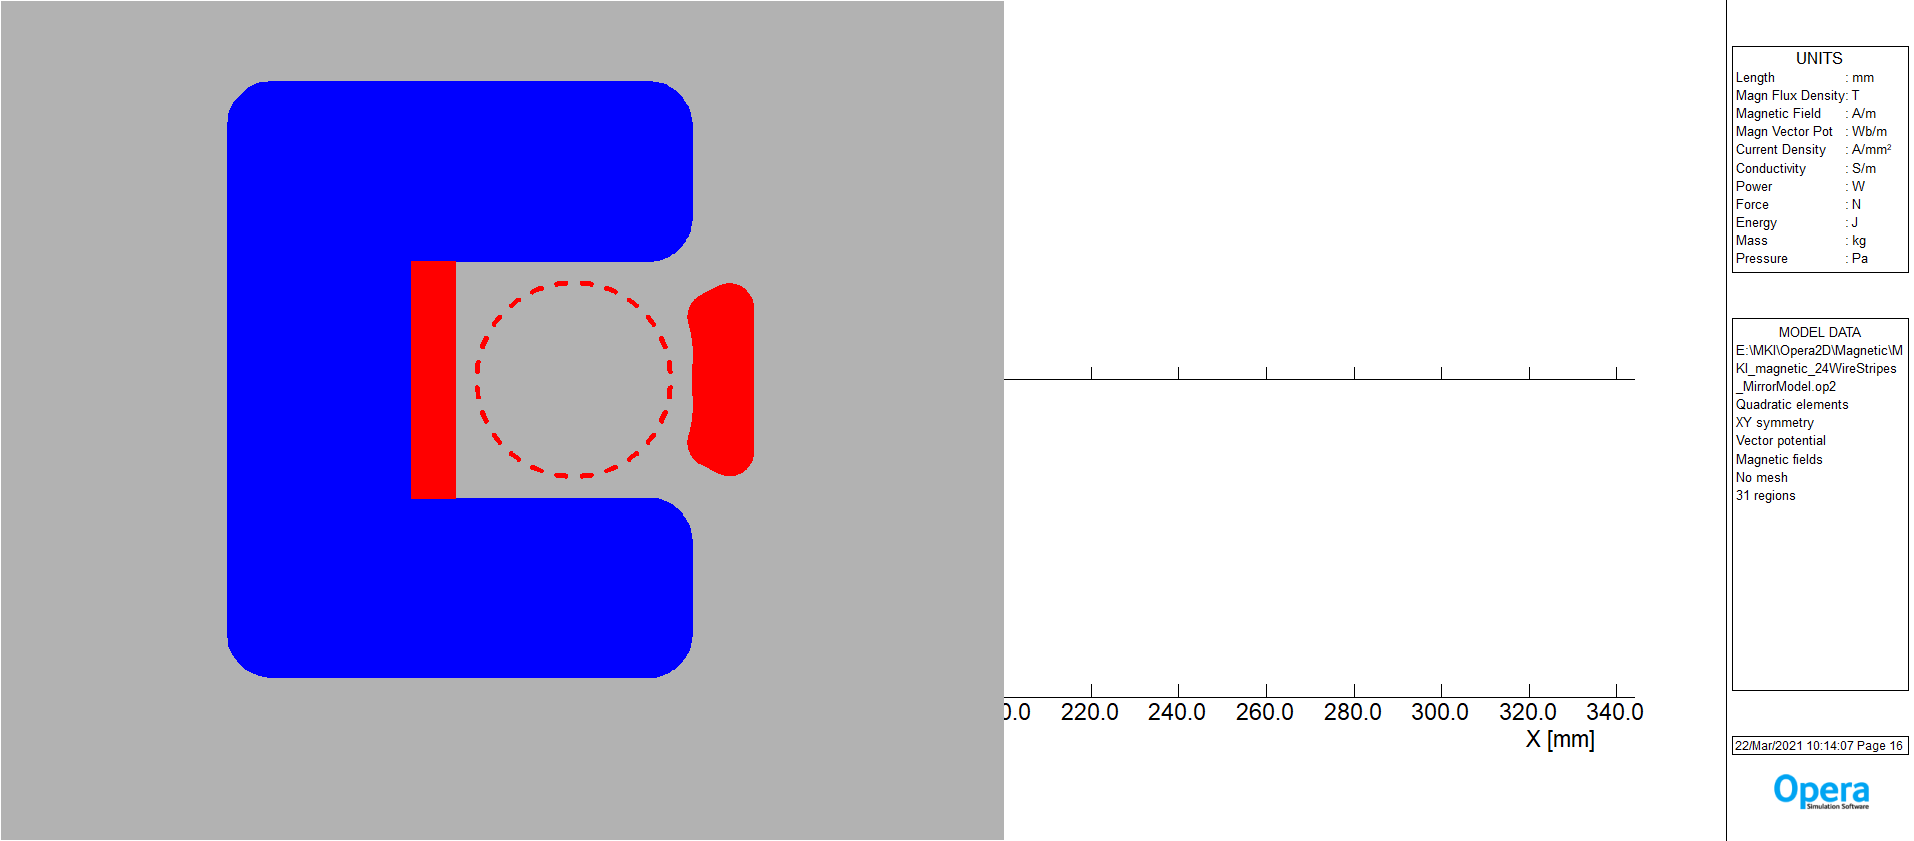 UNITS
Length : mm
Magn Flux Density: T
Magnetic Field : A/m
Magn Vector Pot : Wb/m
Current Density : A/mm²
Conductivity : S/m
Power : W
Force : N
Energy : J
Mass : kg
Pressure : Pa
MODEL DATA
E:\MKI\Opera2D\Magnetic\M
KI_magnetic_24WireStripes
_MirrorModel.op2
Quadratic elements
XY symmetry
Vector potential
Magnetic fields
No mesh
31 regions
220.0 240.0 260.0 280.0 300.0 320.0 340.0
X [mm]
22/Mar/2021 10:14:07 Page 16
Opera
Simulation Software